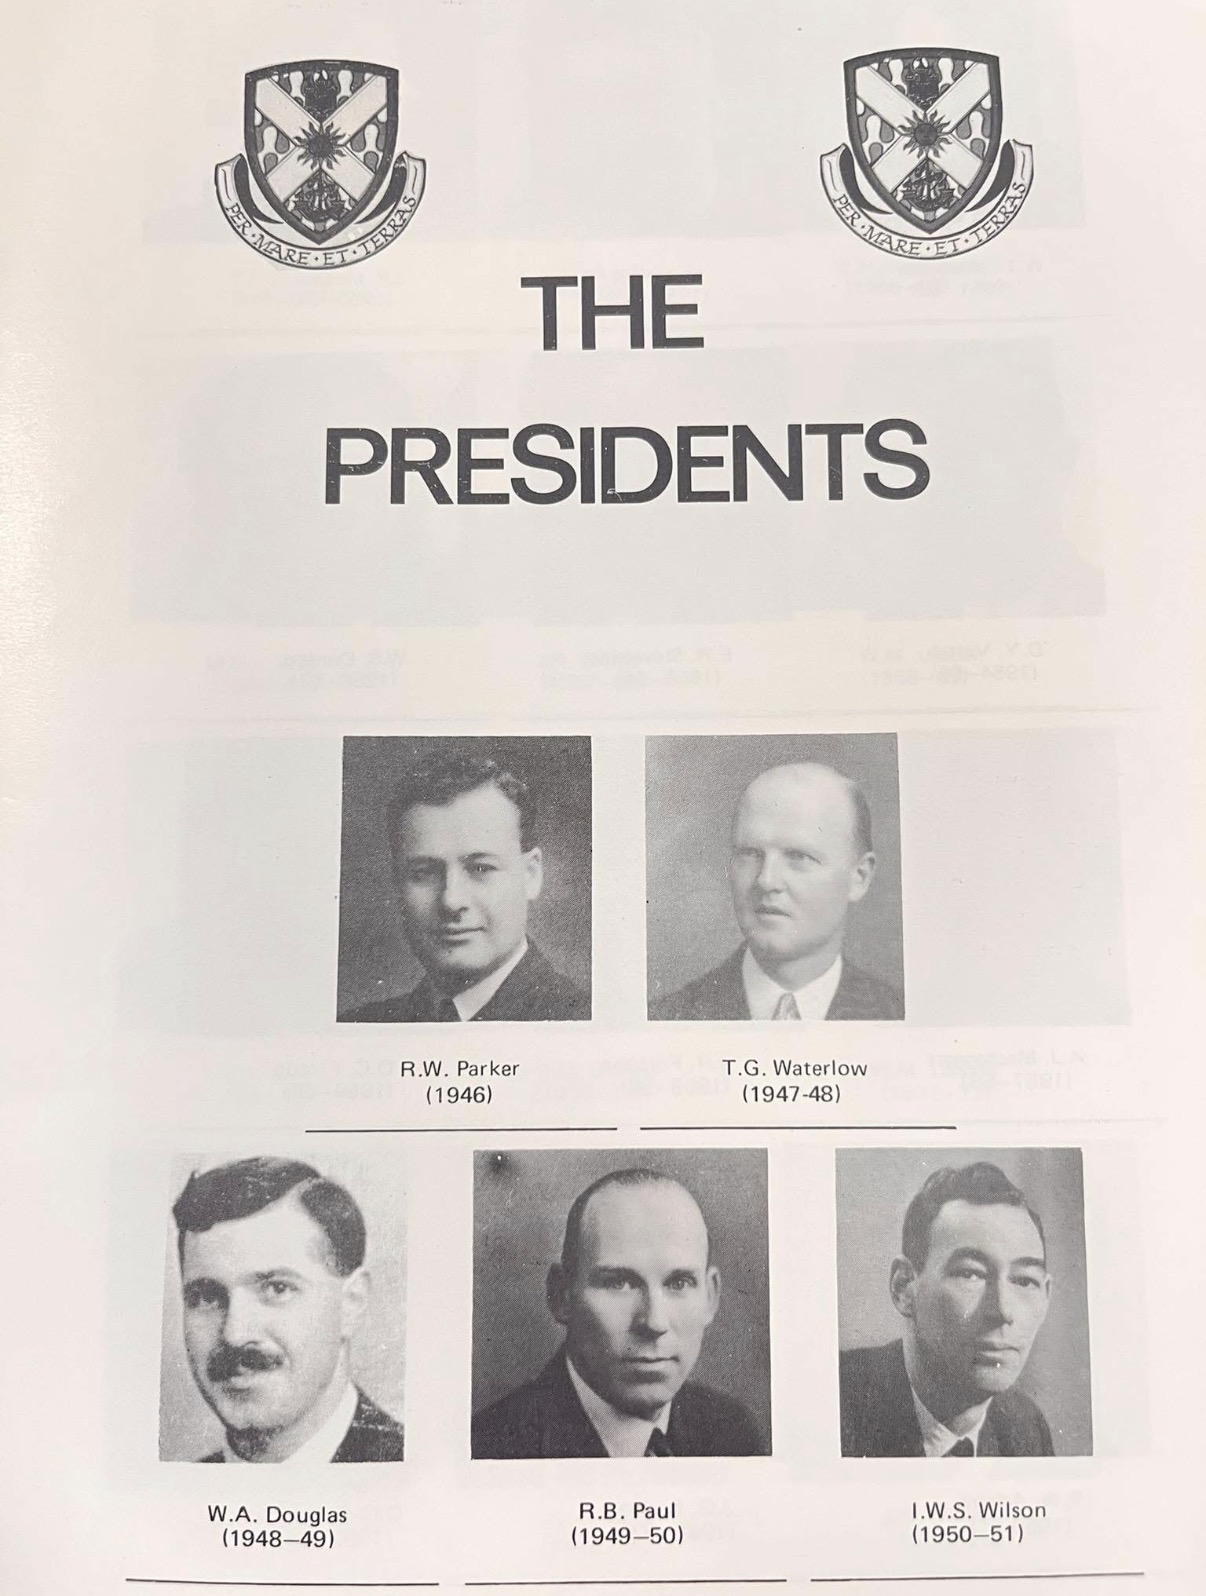 PER · MARE · ET · TERRAS
PER · MARE · ET · TERRAS
THE
PRESIDENTS
R.W. Parker
(1946)
T.G. Waterlow
(1947-48)
W.A. Douglas
(1948—49)
R.B. Paul
(1949—50)
I.W.S. Wilson
(1950—51)